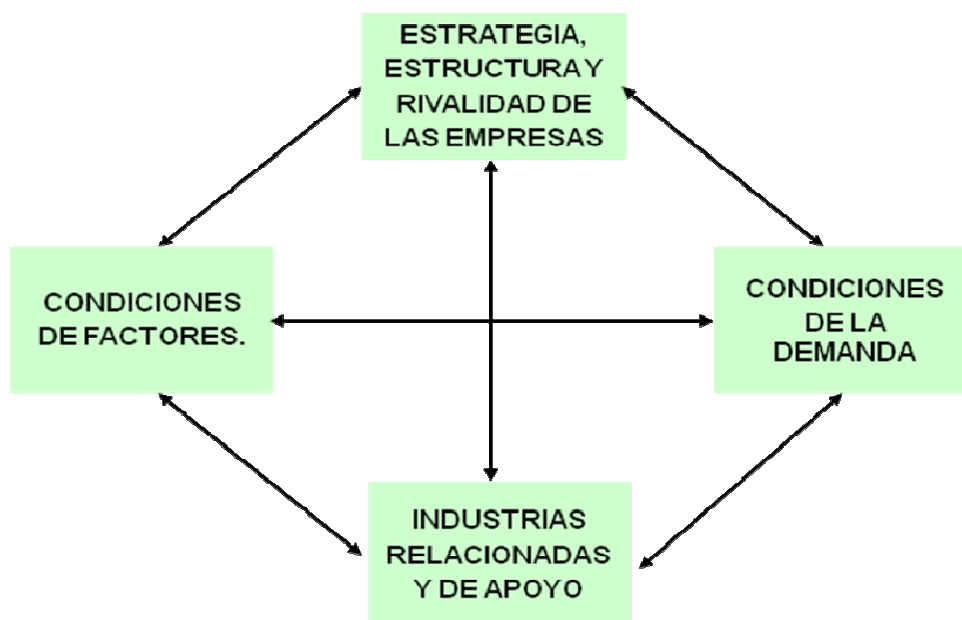 ESTRATEGIA,
ESTRUCTURA Y
RIVALIDAD DE
LAS EMPRESAS
CONDICIONES
DE FACTORES.
CONDICIONES
DE LA
DEMANDA
INDUSTRIAS
RELACIONADAS
Y DE APOYO